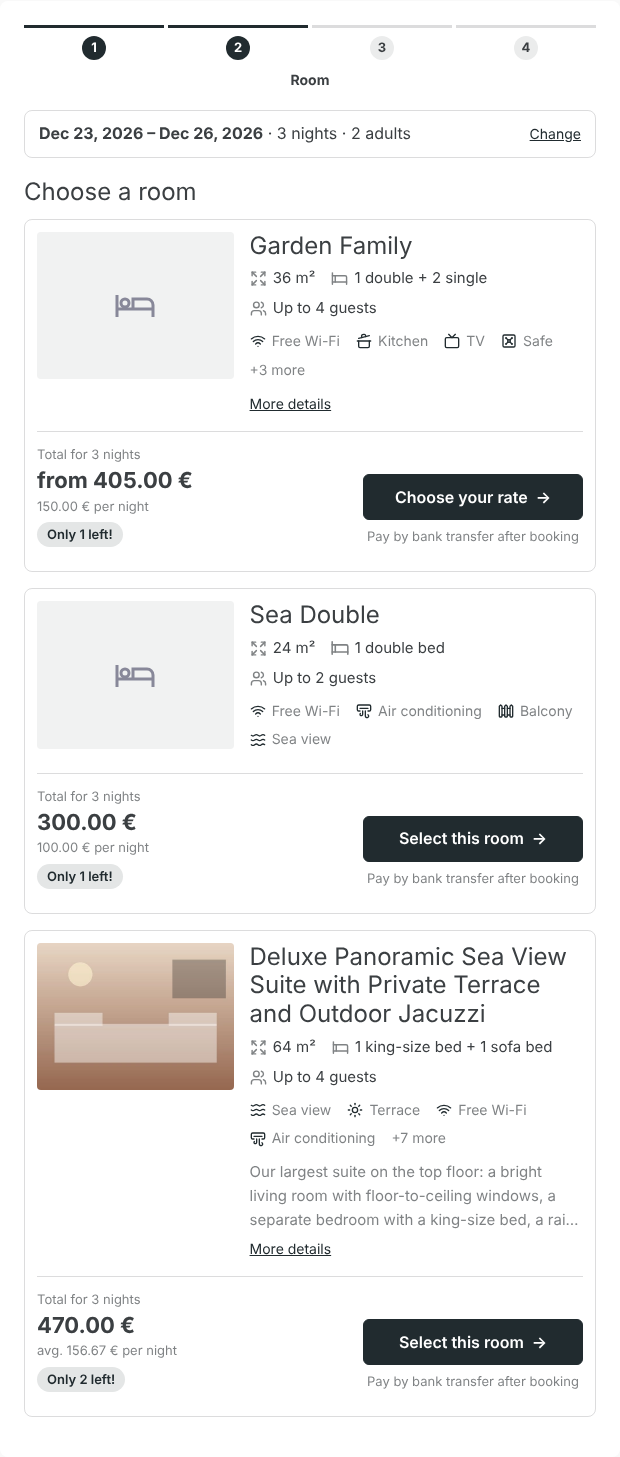 1
2
3
4
Room
Dec 23, 2026 – Dec 26, 2026 · 3 nights · 2 adults
Change
Choose a room
Garden Family
36 m² 1 double + 2 single
Up to 4 guests
Free Wi-Fi Kitchen TV Safe
+3 more
More details
Total for 3 nights
from 405.00 €
150.00 € per night
Only 1 left!
Choose your rate →
Pay by bank transfer after booking
Sea Double
24 m² 1 double bed
Up to 2 guests
Free Wi-Fi Air conditioning Balcony
Sea view
Total for 3 nights
300.00 €
100.00 € per night
Only 1 left!
Select this room →
Pay by bank transfer after booking
Deluxe Panoramic Sea View
Suite with Private Terrace
and Outdoor Jacuzzi
64 m² 1 king-size bed + 1 sofa bed
Up to 4 guests
Sea view Terrace Free Wi-Fi
Air conditioning +7 more
Our largest suite on the top floor: a bright
living room with floor-to-ceiling windows, a
separate bedroom with a king-size bed, a rai...
More details
Total for 3 nights
470.00 €
avg. 156.67 € per night
Only 2 left!
Select this room →
Pay by bank transfer after booking